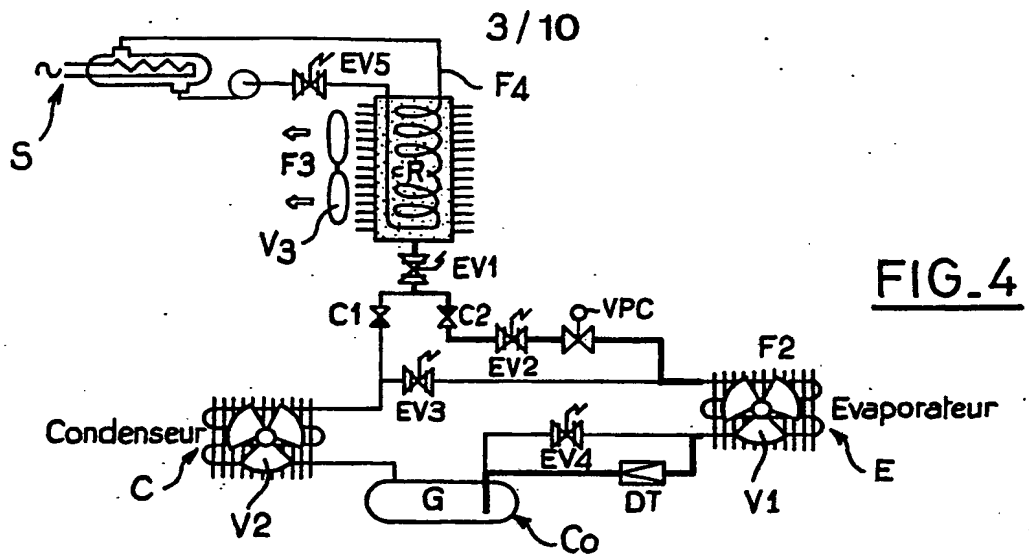 3/10
EV5
F4
S
F3
R
V3
EV1
FIG_4
C1
C2
VPC
EV2
F2
EV3
Condenseur
Evaporateur
EV4
C
V2
G
DT
V1
E
Co